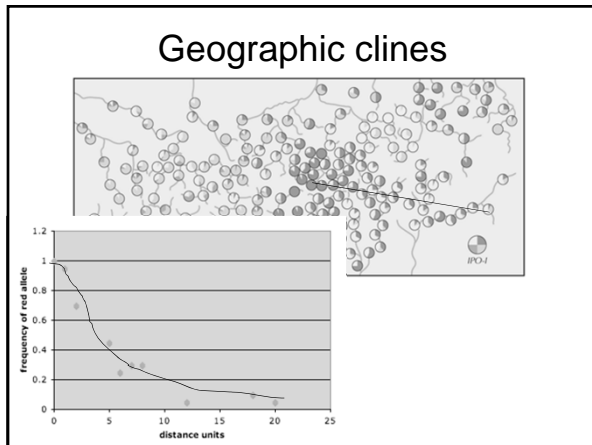 Geographic clines
IPO-I
frequency of red allele
1.2
1
0.8
0.6
0.4
0.2
0
0 5 10 15 20 25
distance units